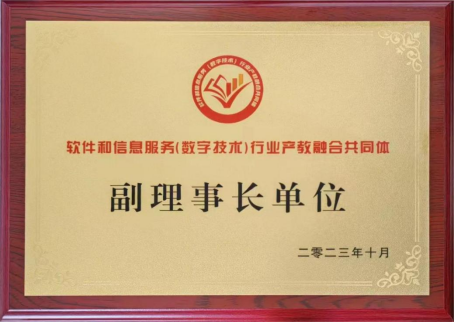 软件和信息服务(数字技术)行业产教融合共同体
副理事长单位
二零二三年十月